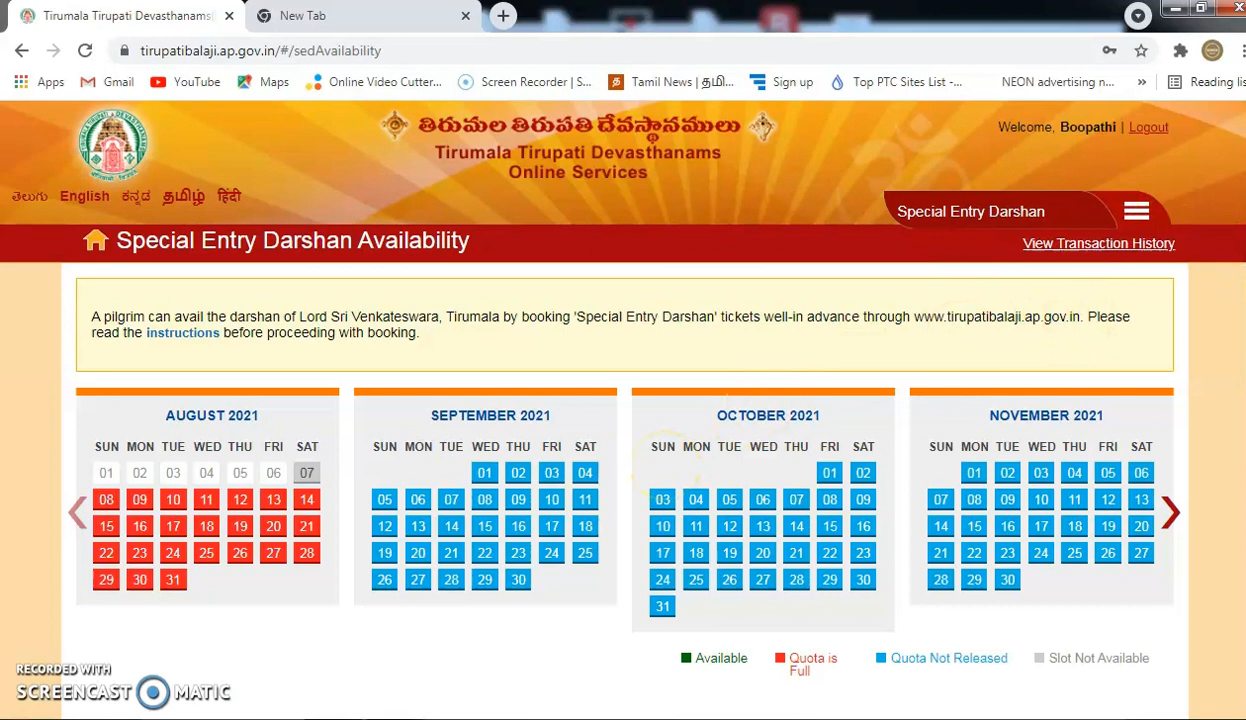 Tirumala Tirupati Devasthanams
New Tab
tirupatibalaji.ap.gov.in/#/sedAvailability
Apps Gmail YouTube Maps Online Video Cutter... Screen Recorder | S... Tamil News | தமி... Sign up Top PTC Sites List -... NEON advertising n... » Reading lis
తిరుమల తిరుపతి దేవస్థానములు
Tirumala Tirupati Devasthanams
Online Services
Welcome, Boopathi | Logout
తెలుగు English ಕನ್ನಡ தமிழ் हिंदी
Special Entry Darshan
Special Entry Darshan Availability
View Transaction History
A pilgrim can avail the darshan of Lord Sri Venkateswara, Tirumala by booking 'Special Entry Darshan' tickets well-in advance through www.tirupatibalaji.ap.gov.in. Please
read the instructions before proceeding with booking.
AUGUST 2021
SUN MON TUE WED THU FRI SAT
01 02 03 04 05 06 07
08 09 10 11 12 13 14
15 16 17 18 19 20 21
22 23 24 25 26 27 28
29 30 31
SEPTEMBER 2021
SUN MON TUE WED THU FRI SAT
01 02 03 04
05 06 07 08 09 10 11
12 13 14 15 16 17 18
19 20 21 22 23 24 25
26 27 28 29 30
OCTOBER 2021
SUN MON TUE WED THU FRI SAT
01 02
03 04 05 06 07 08 09
10 11 12 13 14 15 16
17 18 19 20 21 22 23
24 25 26 27 28 29 30
31
NOVEMBER 2021
SUN MON TUE WED THU FRI SAT
01 02 03 04 05 06
07 08 09 10 11 12 13
14 15 16 17 18 19 20
21 22 23 24 25 26 27
28 29 30
Available
Quota is
Full
Quota Not Released
Slot Not Available
RECORDED WITH
SCREENCAST MATIC